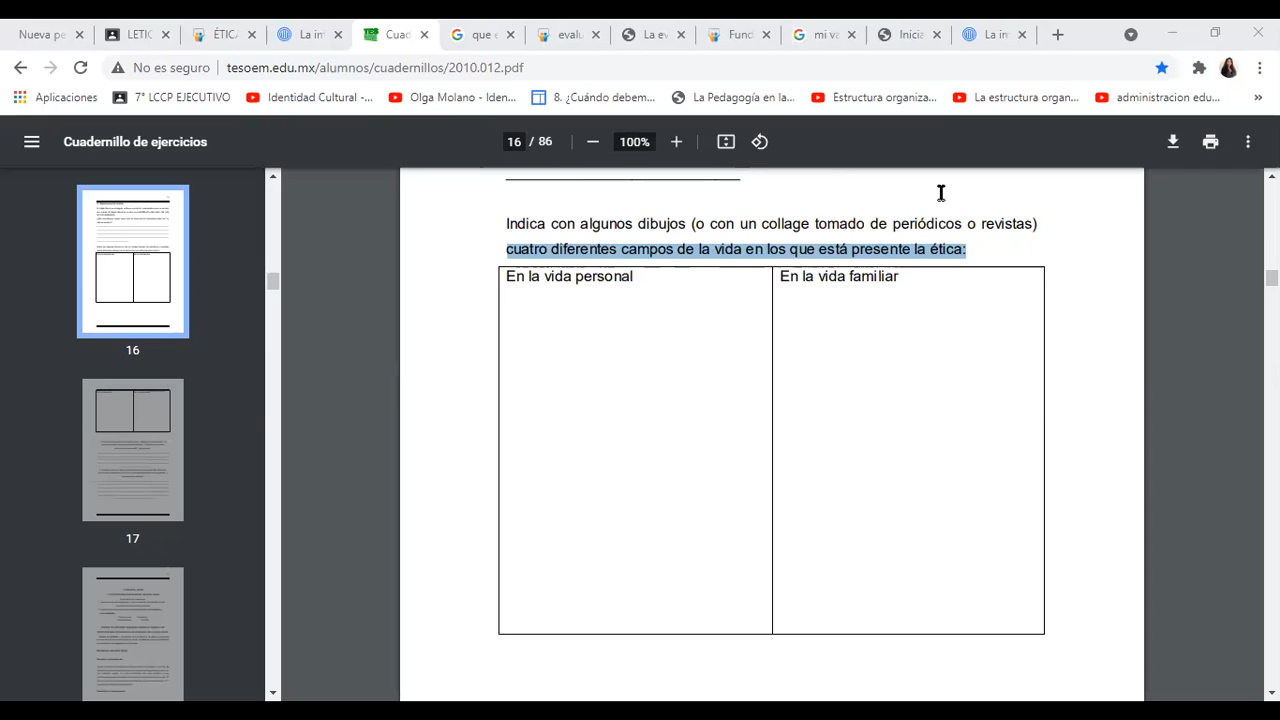 Nueva pe
LETIC
ÉTICA
La im
Cuad
que e
evalu
La ev
Fund
mi va
Inicia
La in
No es seguro
tesoem.edu.mx/alumnos/cuadernillos/2010.012.pdf
Aplicaciones
7° LCCP EJECUTIVO
Identidad Cultural -...
Olga Molano - Iden...
8. ¿Cuándo debem...
La Pedagogía en la...
Estructura organiza...
La estructura organ...
administracion edu...
»
Cuadernillo de ejercicios
16 / 86
100%
Indica con algunos dibujos (o con un collage tomado de periódicos o revistas)
cuatro diferentes campos de la vida en los que está presente la ética:
En la vida personal
En la vida familiar
16
17